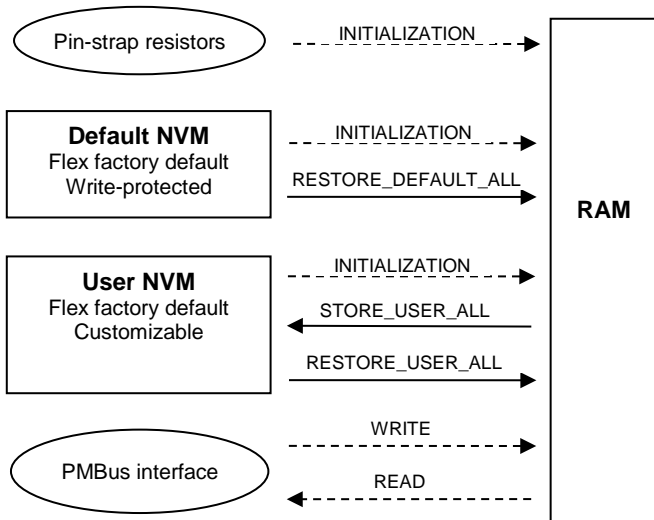 Pin-strap resistors
INITIALIZATION
Default NVM
Flex factory default
Write-protected
INITIALIZATION
RESTORE_DEFAULT_ALL
RAM
User NVM
Flex factory default
Customizable
INITIALIZATION
STORE_USER_ALL
RESTORE_USER_ALL
PMBus interface
WRITE
READ